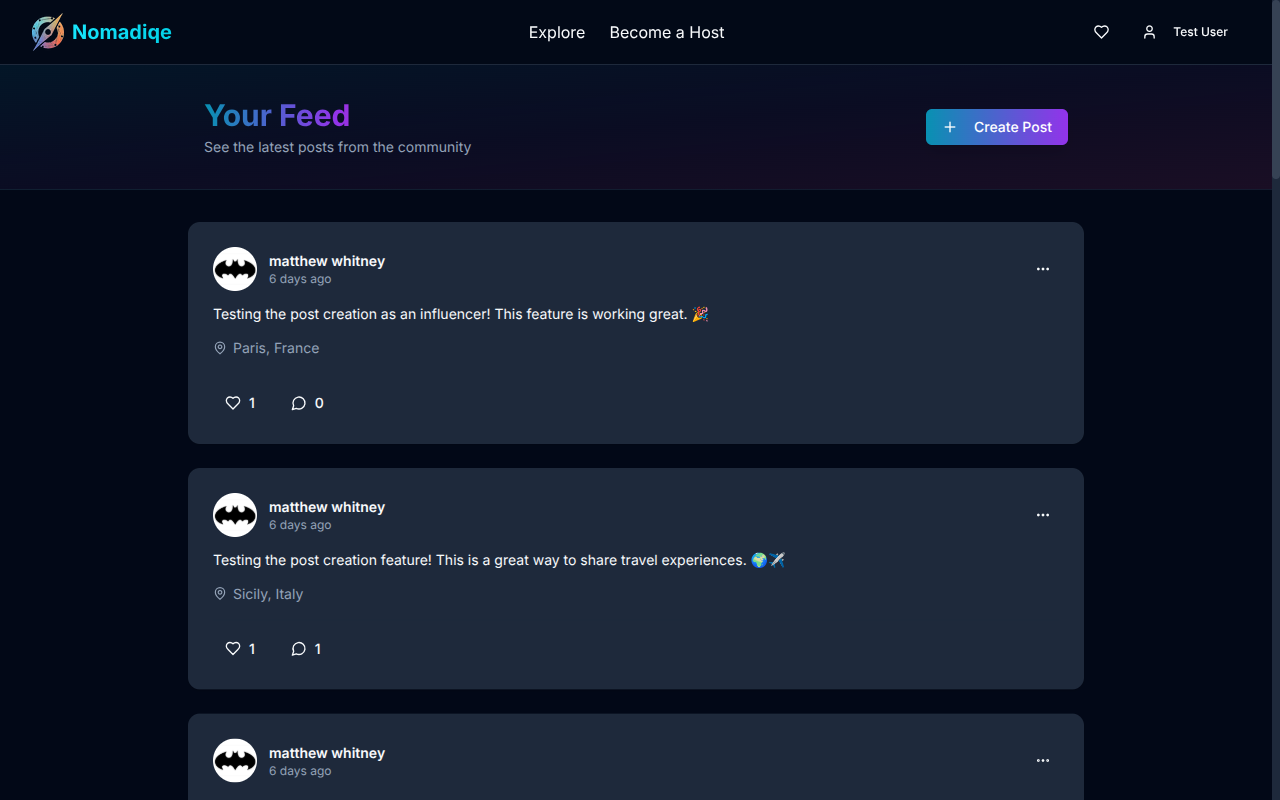 Nomadiqe
Explore
Become a Host
Test User
Your Feed
See the latest posts from the community
Create Post
matthew whitney
6 days ago
Testing the post creation as an influencer! This feature is working great. 🎉
Paris, France
1
0
matthew whitney
6 days ago
Testing the post creation feature! This is a great way to share travel experiences. 🌍✈️
Sicily, Italy
1
1
matthew whitney
6 days ago